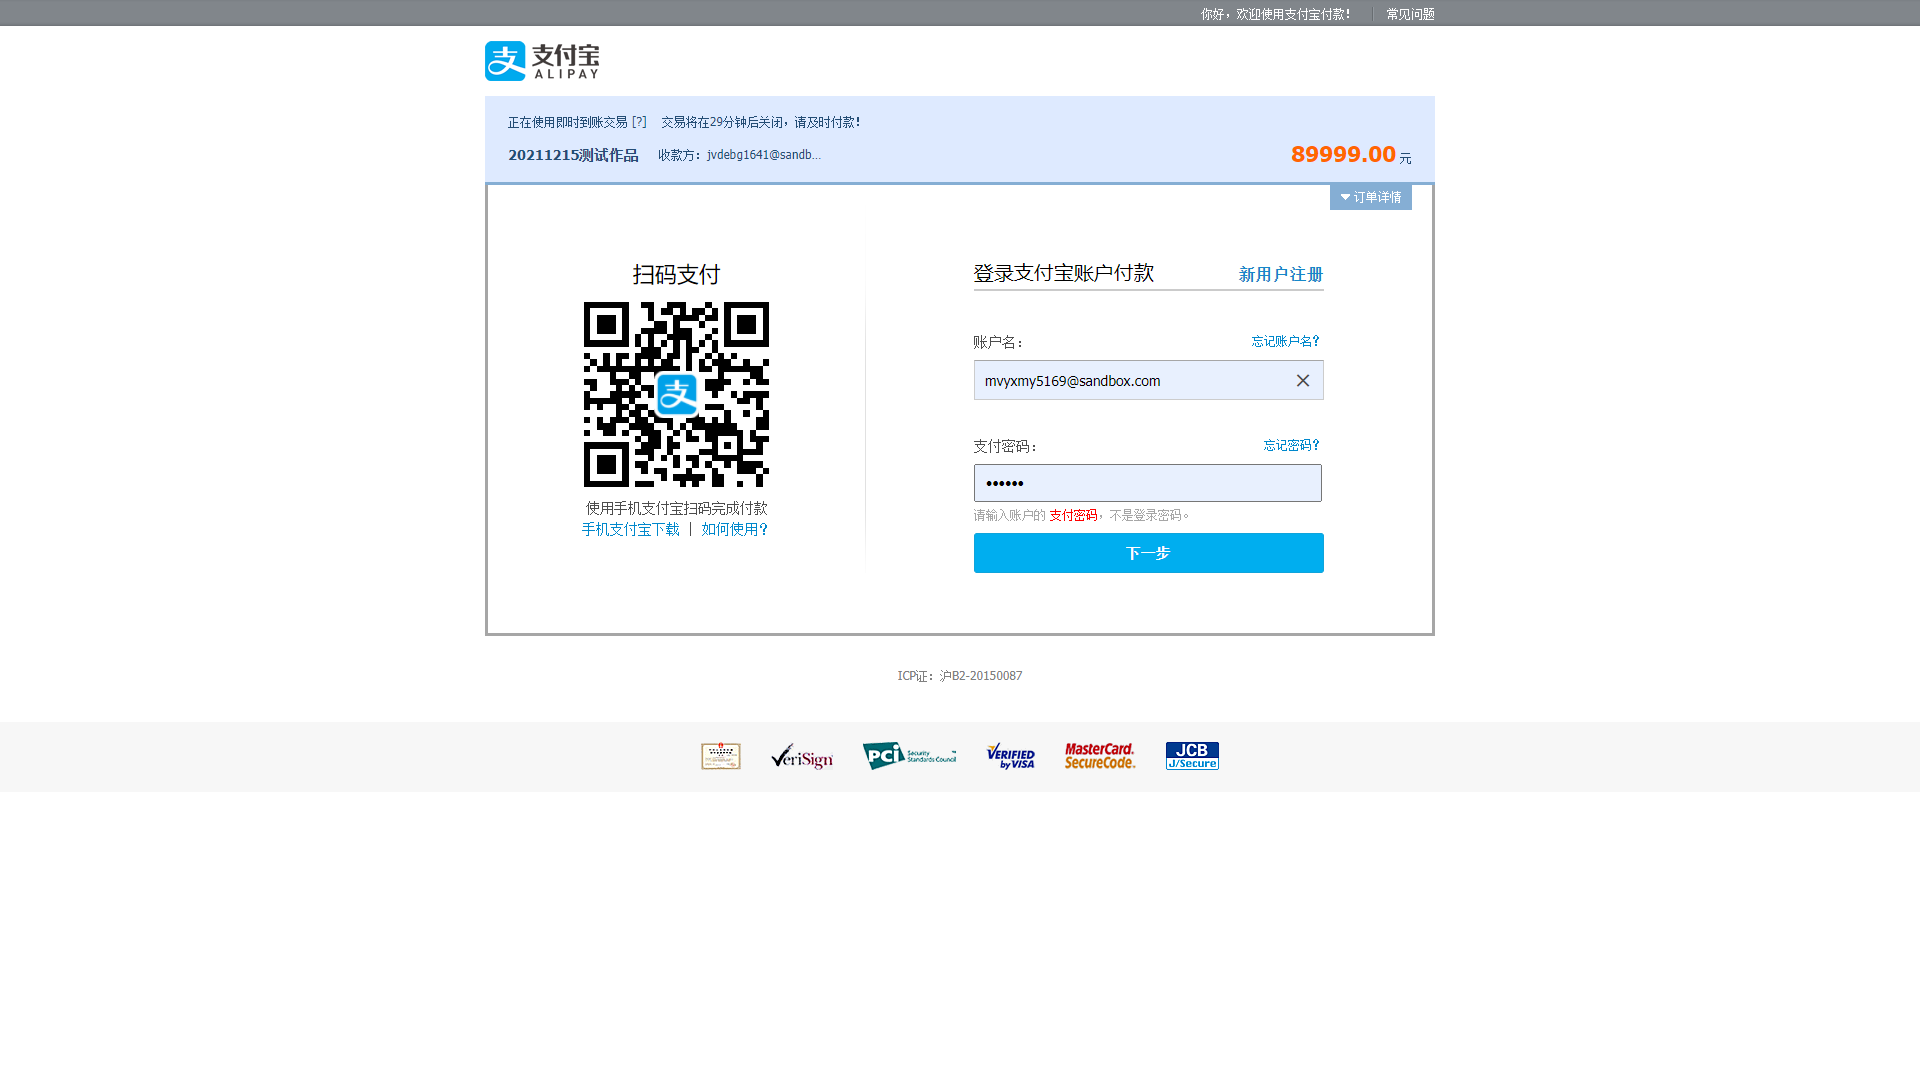 你好，欢迎使用支付宝付款！ 常见问题
支付宝
ALIPAY
正在使用即时到账交易 [?] 交易将在29分钟后关闭，请及时付款！
20211215测试作品 收款方：jvdebg1641@sandb... 89999.00 元
订单详情
扫码支付
支
使用手机支付宝扫码完成付款
手机支付宝下载 | 如何使用?
登录支付宝账户付款 新用户注册
账户名： 忘记账户名?
mvyxmy5169@sandbox.com
支付密码： 忘记密码?
••••••
请输入账户的 支付密码，不是登录密码。
下一步
ICP证：沪B2-20150087
VeriSign
PCI Security Standards Council
VERIFIED by VISA
MasterCard. SecureCode.
JCB J/Secure